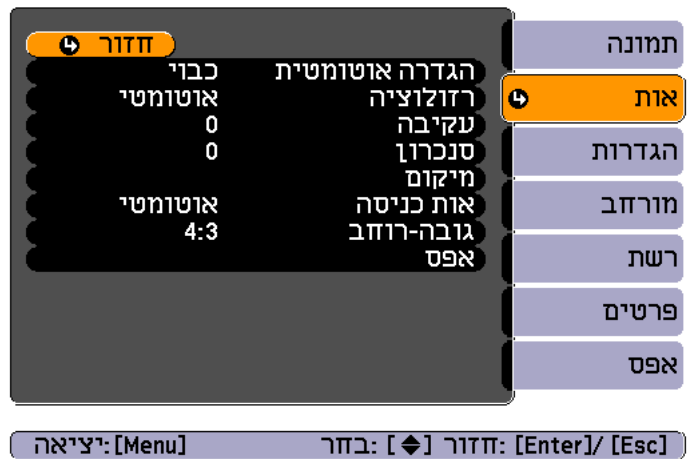 תמונה
אות
הגדרות
מורחב
רשת
פרטים
אפס
חזור
הגדרה אוטומטית כבוי
רזולוציה אוטומטי
עקיבה 0
סנכרון 0
מיקום
אות כניסה אוטומטי
גובה-רוחב 4:3
אפס
[Esc] /[Enter] :חזור [◆] :בחר [Menu]:יציאה